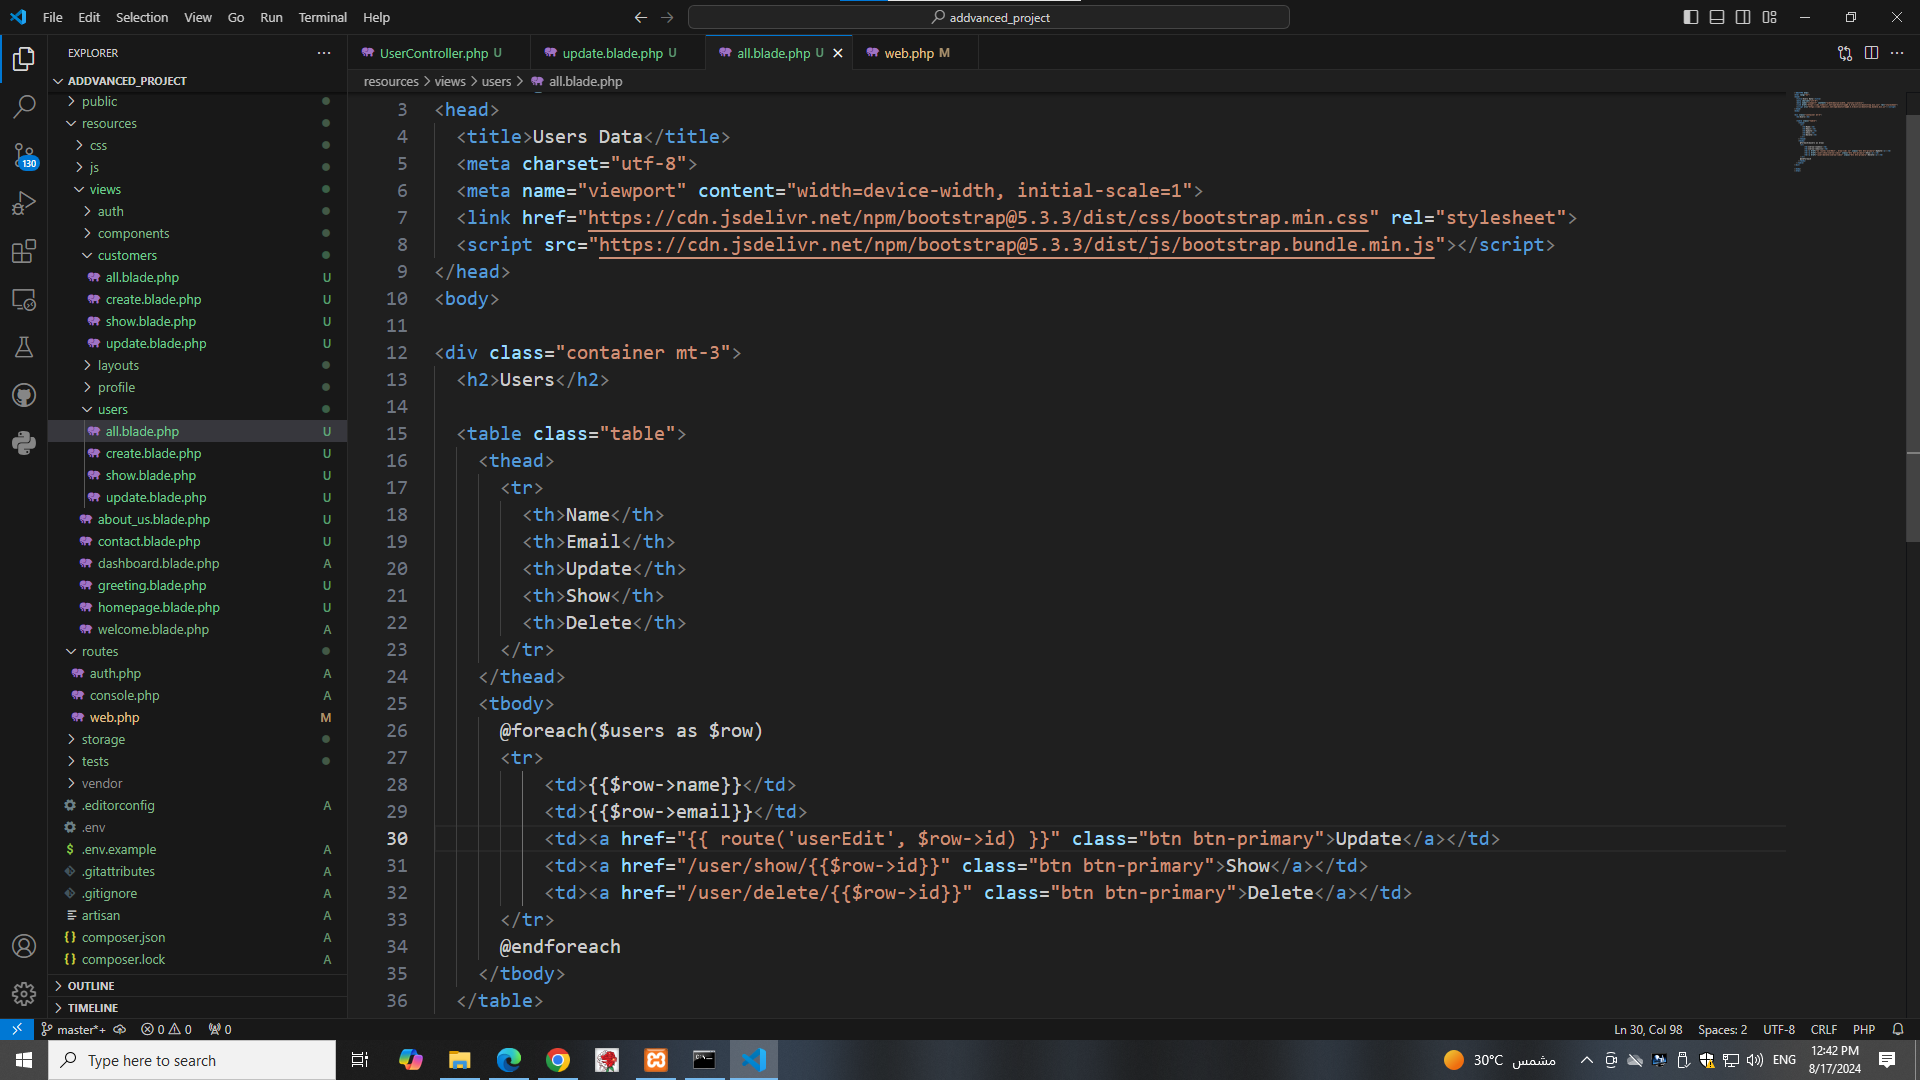 File Edit Selection View Go Run Terminal Help
addvanced_project
EXPLORER
ADDVANCED_PROJECT
public
resources
css
js
views
auth
components
customers
all.blade.php U
create.blade.php U
show.blade.php U
update.blade.php U
layouts
profile
users
all.blade.php U
create.blade.php U
show.blade.php U
update.blade.php U
about_us.blade.php U
contact.blade.php U
dashboard.blade.php A
greeting.blade.php U
homepage.blade.php U
welcome.blade.php A
routes
auth.php A
console.php A
web.php M
storage
tests
vendor
.editorconfig A
.env
.env.example A
.gitattributes A
.gitignore A
artisan A
composer.json A
composer.lock A
OUTLINE
TIMELINE
130
UserController.php U
update.blade.php U
all.blade.php U
web.php M
resources > views > users > all.blade.php
3 <head>
4 <title>Users Data</title>
5 <meta charset="utf-8">
6 <meta name="viewport" content="width=device-width, initial-scale=1">
7 <link href="https://cdn.jsdelivr.net/npm/bootstrap@5.3.3/dist/css/bootstrap.min.css" rel="stylesheet">
8 <script src="https://cdn.jsdelivr.net/npm/bootstrap@5.3.3/dist/js/bootstrap.bundle.min.js"></script>
9 </head>
10 <body>
11
12 <div class="container mt-3">
13 <h2>Users</h2>
14
15 <table class="table">
16 <thead>
17 <tr>
18 <th>Name</th>
19 <th>Email</th>
20 <th>Update</th>
21 <th>Show</th>
22 <th>Delete</th>
23 </tr>
24 </thead>
25 <tbody>
26 @foreach($users as $row)
27 <tr>
28 <td>{{$row->name}}</td>
29 <td>{{$row->email}}</td>
30 <td><a href="{{ route('userEdit', $row->id) }}" class="btn btn-primary">Update</a></td>
31 <td><a href="/user/show/{{$row->id}}" class="btn btn-primary">Show</a></td>
32 <td><a href="/user/delete/{{$row->id}}" class="btn btn-primary">Delete</a></td>
33 </tr>
34 @endforeach
35 </tbody>
36 </table>
master*+ 0 0 0
Ln 30, Col 98 Spaces: 2 UTF-8 CRLF PHP
Type here to search
30°C مشمس
ENG
12:42 PM
8/17/2024